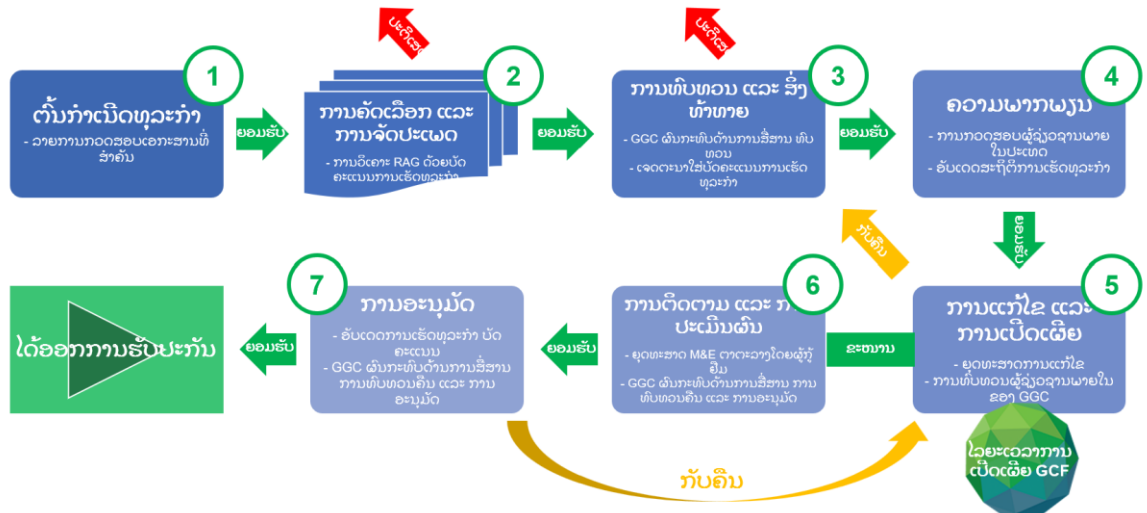 1
ຕົ້ນກຳເນີດທຸລະກຳ
- ລາຍການກວດສອບເອກະສານທີ່
ສຳຄັນ
ຍອມຮັບ
2
ການຄັດເລືອກ ແລະ
ການຈັດປະເພດ
- ການວິເຄາະ RAG ດ້ວຍບັດ
ຄະແນນການເຮັດທຸລະກຳ
ຍອມຮັບ
3
ການທົບທວນ ແລະ ສິ່ງ
ທ້າທາຍ
- GGC ຜົນກະທົບດ້ານການສື່ສານ ທົບ
ທວນ
- ເຈດຕະນາໃສ່ບັດຄະແນນການເຮັດ
ທຸລະກຳ
ຍອມຮັບ
4
ຄວາມພາກພຽນ
- ການກວດສອບຜູ້ຊ່ຽວຊານພາຍ
ໃນປະເທດ
- ອັບເດດສະຖິຕິການເຮັດທຸລະກຳ
ຍອມຮັບ
ກັບຄືນ
5
ການແກ້ໄຂ ແລະ
ການເປີດເຜີຍ
- ຍຸດທະສາດການແກ້ໄຂ
- ການທົບທວນຜູ້ຊ່ຽວຊານພາຍໃນ
ຂອງ GGC
ໄລຍະເວລາການ
ເປີດເຜີຍ GCF
ຂະໜານ
6
ການຕິດຕາມ ແລະ
ປະເມີນຜົນ
- ຍຸດທະສາດ M&E ຕາຕະລາງໂດຍຜູ້ກູ້
ຢືມ
- GGC ຜົນກະທົບດ້ານການສື່ສານ ການ
ທົບທວນຄືນ ແລະ ການອະນຸມັດ
ຍອມຮັບ
7
ການອະນຸມັດ
- ອັບເດດການເຮັດທຸລະກຳ ບັດ
ຄະແນນ
- GGC ຜົນກະທົບດ້ານການສື່ສານ
ການທົບທວນຄືນ ແລະ ການ
ອະນຸມັດ
ຍອມຮັບ
ໄດ້ອອກການຮັບປະກັນ
ກັບຄືນ